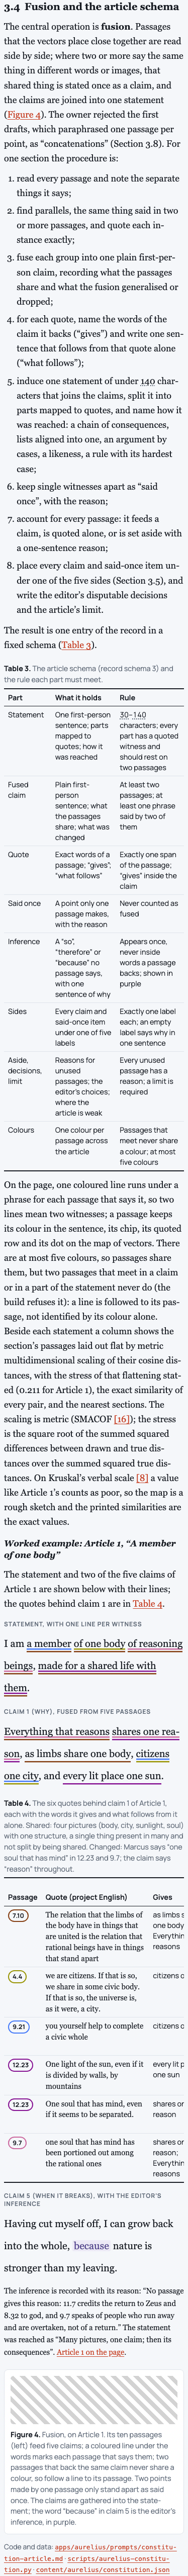 3.4 Fusion and the article schema
The central operation is fusion. Passages
that the vectors place close together are read
side by side; where two or more say the same
thing in different words or images, that
shared thing is stated once as a claim, and
the claims are joined into one statement
(Figure 4). The owner rejected the first
drafts, which paraphrased one passage per
point, as “concatenations” (Section 3.8). For
one section the procedure is:
1. read every passage and note the separate
things it says;
2. find parallels, the same thing said in two
or more passages, and quote each in-
stance exactly;
3. fuse each group into one plain first-per-
son claim, recording what the passages
share and what the fusion generalised or
dropped;
4. for each quote, name the words of the
claim it backs (“gives”) and write one sen-
tence that follows from that quote alone
(“what follows”);
5. induce one statement of under 140 char-
acters that joins the claims, split it into
parts mapped to quotes, and name how it
was reached: a chain of consequences,
lists aligned into one, an argument by
cases, a likeness, a rule with its hardest
case;
6. keep single witnesses apart as “said
once”, with the reason;
7. account for every passage: it feeds a
claim, is quoted alone, or is set aside with
a one-sentence reason;
8. place every claim and said-once item un-
der one of the five sides (Section 3.5), and
write the editor’s disputable decisions
and the article’s limit.
The result is one entity of the record in a
fixed schema (Table 3).
Table 3. The article schema (record schema 3) and
the rule each part must meet.
Part What it holds Rule
Statement One first-person sentence; parts mapped to quotes; how it was reached 30–140 characters; every part has a quoted witness and should rest on two passages
Fused claim Plain first-person sentence; what the passages share; what was changed At least two passages; at least one phrase said by two of them
Quote Exact words of a passage; “gives”; “what follows” Exactly one span of the passage; “gives” inside the claim
Said once A point only one passage makes, with the reason Never counted as fused
Inference A “so”, “therefore” or “because” no passage says, with one sentence of why Appears once, never inside words a passage backs; shown in purple
Sides Every claim and said-once item under one of five labels Exactly one label each; an empty label says why in one sentence
Aside, decisions, limit Reasons for unused passages; the editor’s choices; where the article is weak Every unused passage has a reason; a limit is required
Colours One colour per passage across the article Passages that meet never share a colour; at most five colours
On the page, one coloured line runs under a
phrase for each passage that says it, so two
lines mean two witnesses; a passage keeps
its colour in the sentence, its chip, its quoted
row and its dot on the map of vectors. There
are at most five colours, so passages share
them, but two passages that meet in a claim
or in a part of the statement never do (the
build refuses it): a line is followed to its pas-
sage, not identified by its colour alone.
Beside each statement a column shows the
section’s passages laid out flat by metric
multidimensional scaling of their cosine dis-
tances, with the stress of that flattening stat-
ed (0.211 for Article 1), the exact similarity of
every pair, and the nearest sections. The
scaling is metric (SMACOF [16]); the stress
is the square root of the summed squared
differences between drawn and true dis-
tances over the summed squared true dis-
tances. On Kruskal’s verbal scale [8] a value
like Article 1’s counts as poor, so the map is a
rough sketch and the printed similarities are
the exact values.
Worked example: Article 1, “A member
of one body”
The statement and two of the five claims of
Article 1 are shown below with their lines;
the quotes behind claim 1 are in Table 4.
STATEMENT, WITH ONE LINE PER WITNESS
I am a member of one body of reasoning
beings, made for a shared life with
them.
CLAIM 1 (WHY), FUSED FROM FIVE PASSAGES
Everything that reasons shares one rea-
son, as limbs share one body, citizens
one city, and every lit place one sun.
Table 4. The six quotes behind claim 1 of Article 1,
each with the words it gives and what follows from it
alone. Shared: four pictures (body, city, sunlight, soul)
with one structure, a single thing present in many and
not split by being shared. Changed: Marcus says “one
soul that has mind” in 12.23 and 9.7; the claim says
“reason” throughout.
Passage Quote (project English) Gives
7.10 The relation that the limbs of the body have in things that are united is the relation that rational beings have in things that stand apart as limbs s one body Everythin reasons
4.4 we are citizens. If that is so, we share in some civic body. If that is so, the universe is, as it were, a city. citizens o
9.21 you yourself help to complete a civic whole citizens o
12.23 One light of the sun, even if it is divided by walls, by mountains every lit p one sun
12.23 One soul that has mind, even if it seems to be separated. shares or reason
9.7 one soul that has mind has been portioned out among the rational ones shares or reason; Everythin reasons
CLAIM 5 (WHEN IT BREAKS), WITH THE EDITOR’S
INFERENCE
Having cut myself off, I can grow back
into the whole, because nature is
stronger than my leaving.
The inference is recorded with its reason: “No passage
gives this reason: 11.7 credits the return to Zeus and
8.32 to god, and 9.7 speaks of people who run away
and are overtaken, not of a return.” The statement
was reached as “Many pictures, one claim; then its
consequences”. Article 1 on the page.
Figure 4. Fusion, on Article 1. Its ten passages
(left) feed five claims; a coloured line under the
words marks each passage that says them; two
passages that back the same claim never share a
colour, so follow a line to its passage. Two points
made by one passage only stand apart as said
once. The claims are gathered into the state-
ment; the word “because” in claim 5 is the editor’s
inference, in purple.
Code and data: apps/aurelius/prompts/constitu-
tion-article.md · scripts/aurelius-constitu-
tion.py · content/aurelius/constitution.json